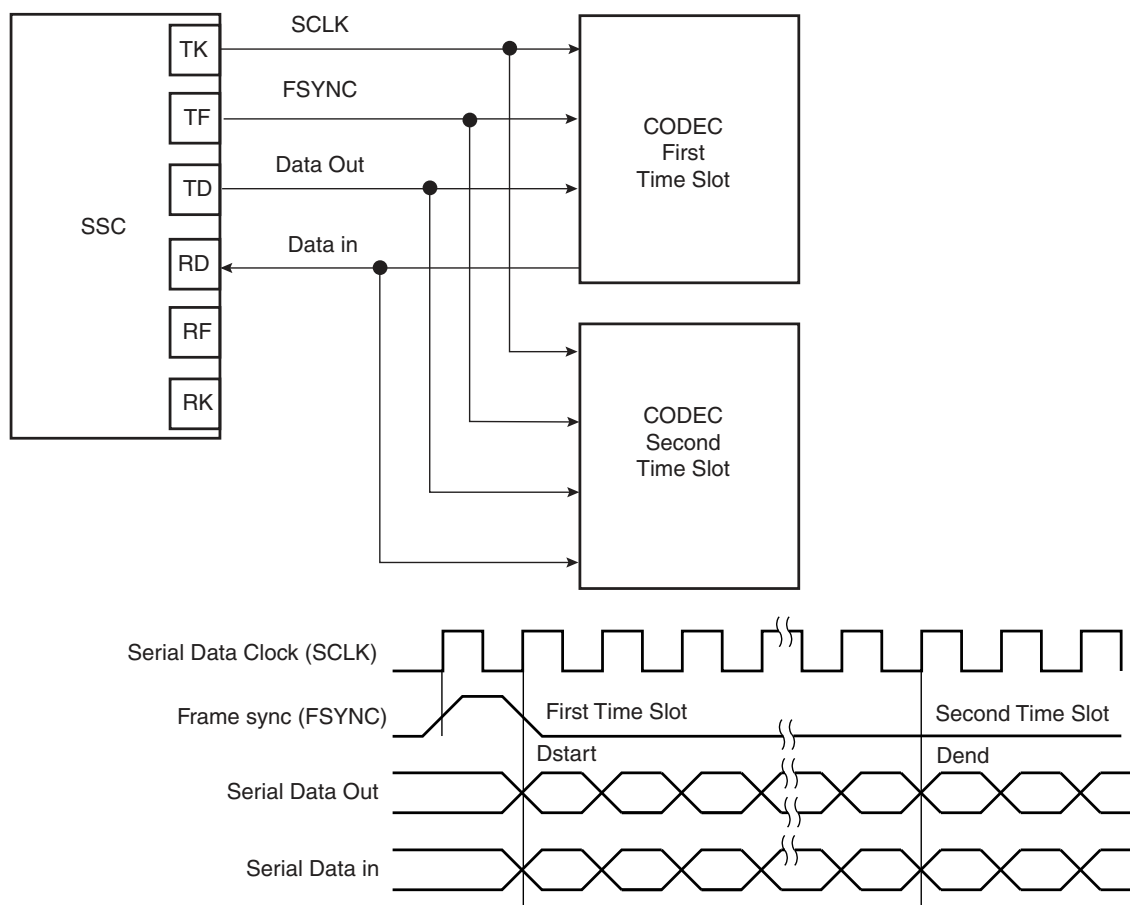 SSC
TK
TF
TD
RD
RF
RK
SCLK
FSYNC
Data Out
Data in
CODEC
First
Time Slot
CODEC
Second
Time Slot
Serial Data Clock (SCLK)
Frame sync (FSYNC)
First Time Slot
Second Time Slot
Dstart
Dend
Serial Data Out
Serial Data in